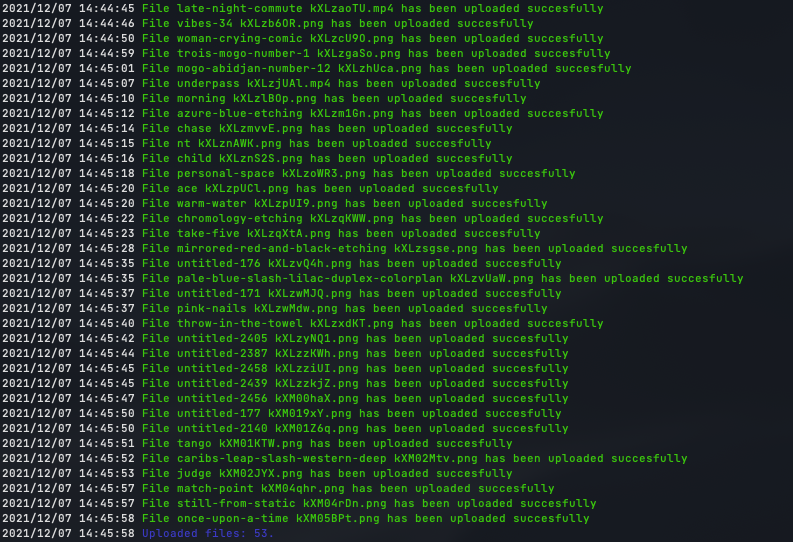 2021/12/07 14:44:45 File late-night-commute kXLzaoTU.mp4 has been uploaded succesfully
2021/12/07 14:44:46 File vibes-34 kXLzb6OR.png has been uploaded succesfully
2021/12/07 14:44:50 File woman-crying-comic kXLzcU9O.png has been uploaded succesfully
2021/12/07 14:44:59 File trois-mogo-number-1 kXLzgaSo.png has been uploaded succesfully
2021/12/07 14:45:01 File mogo-abidjan-number-12 kXLzhUca.png has been uploaded succesfully
2021/12/07 14:45:07 File underpass kXLzjUAl.mp4 has been uploaded succesfully
2021/12/07 14:45:10 File morning kXLzlBOp.png has been uploaded succesfully
2021/12/07 14:45:12 File azure-blue-etching kXLzm1Gn.png has been uploaded succesfully
2021/12/07 14:45:14 File chase kXLzmvvE.png has been uploaded succesfully
2021/12/07 14:45:15 File nt kXLznAWK.png has been uploaded succesfully
2021/12/07 14:45:16 File child kXLznS2S.png has been uploaded succesfully
2021/12/07 14:45:18 File personal-space kXLzoWR3.png has been uploaded succesfully
2021/12/07 14:45:20 File ace kXLzpUCl.png has been uploaded succesfully
2021/12/07 14:45:20 File warm-water kXLzpUI9.png has been uploaded succesfully
2021/12/07 14:45:22 File chromology-etching kXLzqKWW.png has been uploaded succesfully
2021/12/07 14:45:23 File take-five kXLzqXtA.png has been uploaded succesfully
2021/12/07 14:45:28 File mirrored-red-and-black-etching kXLzsgse.png has been uploaded succesfully
2021/12/07 14:45:35 File untitled-176 kXLzvQ4h.png has been uploaded succesfully
2021/12/07 14:45:35 File pale-blue-slash-lilac-duplex-colorplan kXLzvUaW.png has been uploaded succesfully
2021/12/07 14:45:37 File untitled-171 kXLzwMJQ.png has been uploaded succesfully
2021/12/07 14:45:37 File pink-nails kXLzwMdw.png has been uploaded succesfully
2021/12/07 14:45:40 File throw-in-the-towel kXLzxdKT.png has been uploaded succesfully
2021/12/07 14:45:42 File untitled-2405 kXLzyNQ1.png has been uploaded succesfully
2021/12/07 14:45:44 File untitled-2387 kXLzzKWh.png has been uploaded succesfully
2021/12/07 14:45:45 File untitled-2458 kXLzziUI.png has been uploaded succesfully
2021/12/07 14:45:45 File untitled-2439 kXLzzkjZ.png has been uploaded succesfully
2021/12/07 14:45:47 File untitled-2456 kXM00haX.png has been uploaded succesfully
2021/12/07 14:45:50 File untitled-177 kXM019xY.png has been uploaded succesfully
2021/12/07 14:45:50 File untitled-2140 kXM01Z6q.png has been uploaded succesfully
2021/12/07 14:45:51 File tango kXM01KTW.png has been uploaded succesfully
2021/12/07 14:45:52 File caribs-leap-slash-western-deep kXM02Mtv.png has been uploaded succesfully
2021/12/07 14:45:53 File judge kXM02JYX.png has been uploaded succesfully
2021/12/07 14:45:57 File match-point kXM04qhr.png has been uploaded succesfully
2021/12/07 14:45:57 File still-from-static kXM04rDn.png has been uploaded succesfully
2021/12/07 14:45:58 File once-upon-a-time kXM05BPt.png has been uploaded succesfully
2021/12/07 14:45:58 Uploaded files: 53.